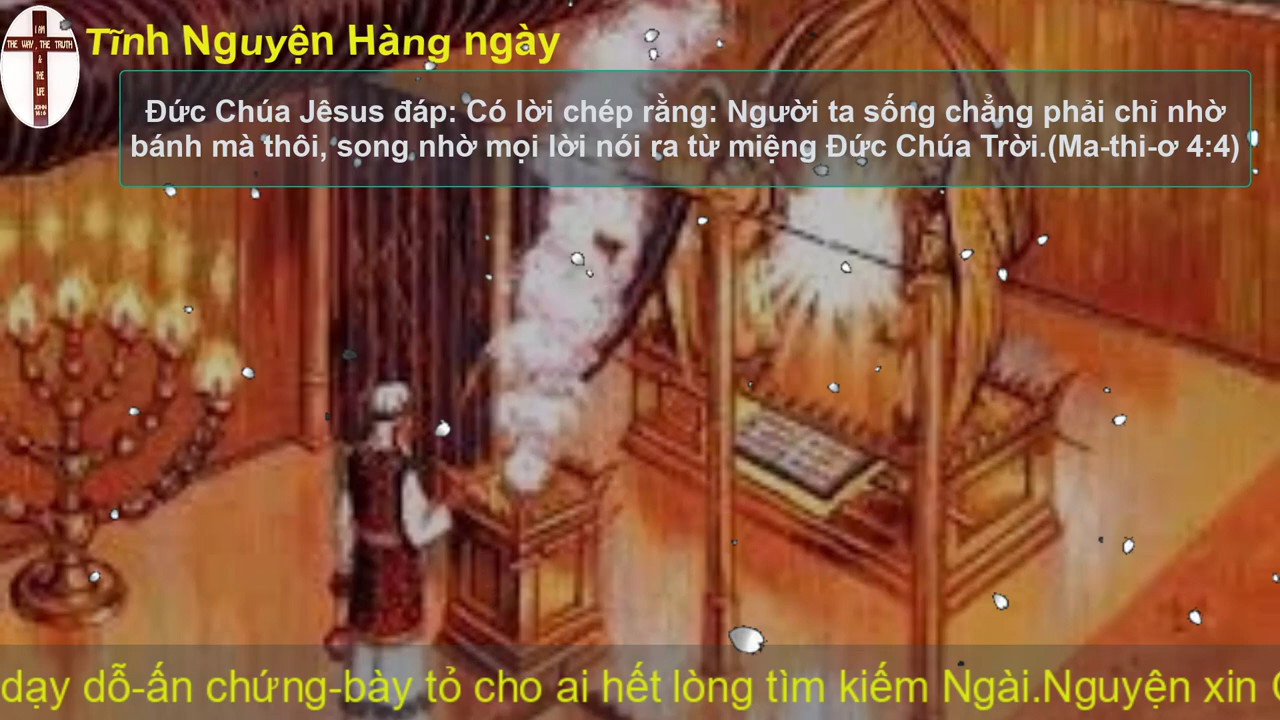 I AM
THE WAY, THE TRUTH
&
THE
LIFE
JOHN
14:6
Tĩnh Nguyện Hàng ngày
Đức Chúa Jêsus đáp: Có lời chép rằng: Người ta sống chẳng phải chỉ nhờ
bánh mà thôi, song nhờ mọi lời nói ra từ miệng Đức Chúa Trời.(Ma-thi-ơ 4:4)
dạy dỗ-ấn chứng-bày tỏ cho ai hết lòng tìm kiếm Ngài.Nguyện xin